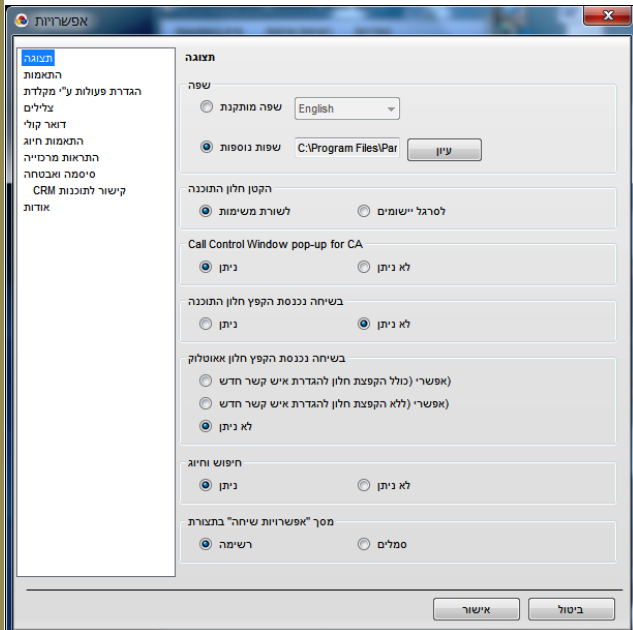 אפשרויות
תצוגה
התאמות
הגדרת פעולות ע"י מקלדת
צלילים
דואר קולי
התאמות חיוג
התראות מרכזייה
סיסמה ואבטחה
קישור לתוכנות CRM
אודות
תצוגה
שפה
שפה מותקנת
English
שפות נוספות
C:\Program Files\Par
עיון
הקטן חלון התוכנה
לשורת משימות
לסרגל יישומים
Call Control Window pop-up for CA
ניתן
לא ניתן
בשיחה נכנסת הקפץ חלון התוכנה
ניתן
לא ניתן
בשיחה נכנסת הקפץ חלון אאוטלוק
(אפשרי (כולל הקפצת חלון להגדרת איש קשר חדש
(אפשרי (ללא הקפצת חלון להגדרת איש קשר חדש
לא ניתן
חיפוש וחיוג
ניתן
לא ניתן
מסך "אפשרויות שיחה" בתצורת
רשימה
סמלים
אישור
ביטול